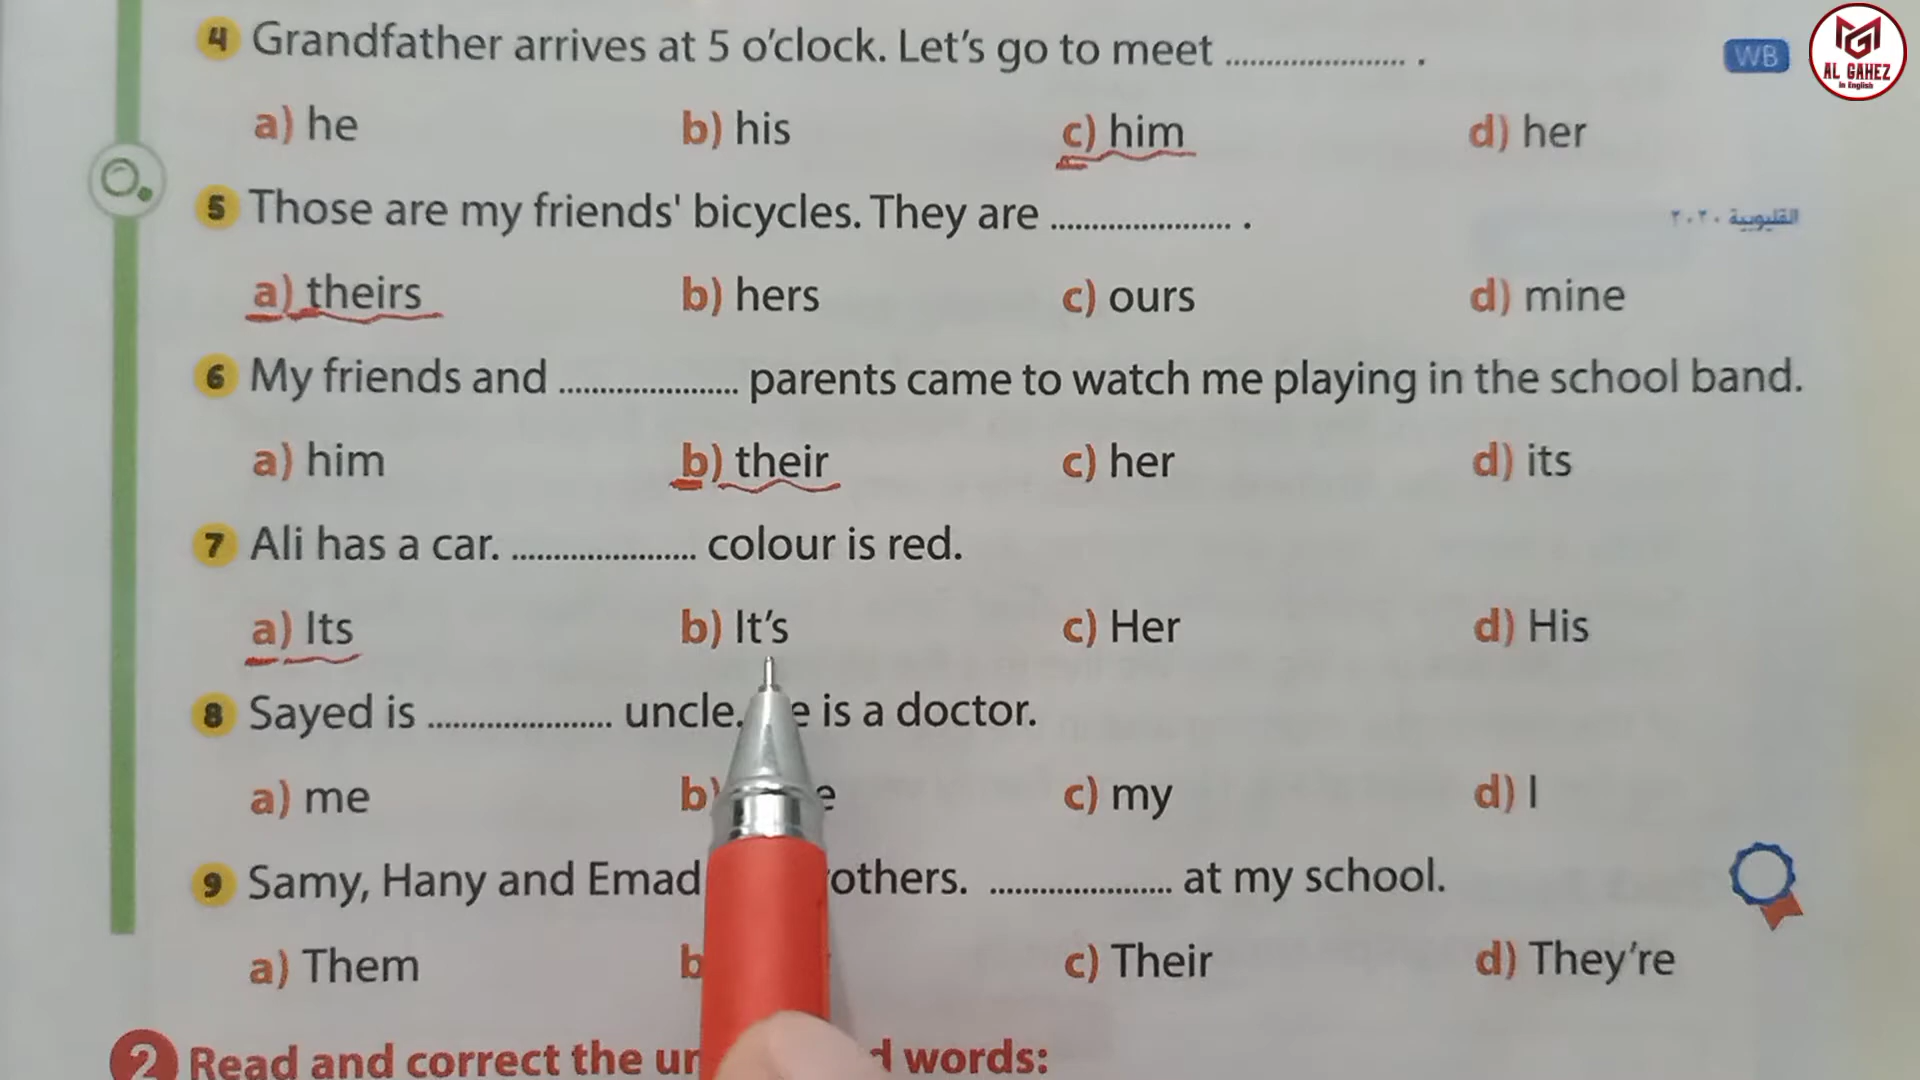 4 Grandfather arrives at 5 o'clock. Let's go to meet ..................... . WB
AL GAHEZ
In English
a) he b) his c) him d) her
5 Those are my friends' bicycles. They are ..................... . القليوبية ٢٠٢٠
a) theirs b) hers c) ours d) mine
6 My friends and ..................... parents came to watch me playing in the school band.
a) him b) their c) her d) its
7 Ali has a car. ..................... colour is red.
a) Its b) It's c) Her d) His
8 Sayed is ..................... uncle. e is a doctor.
a) me b) e c) my d) I
9 Samy, Hany and Emad others. ..................... at my school.
a) Them b c) Their d) They're
2 Read and correct the un d words: